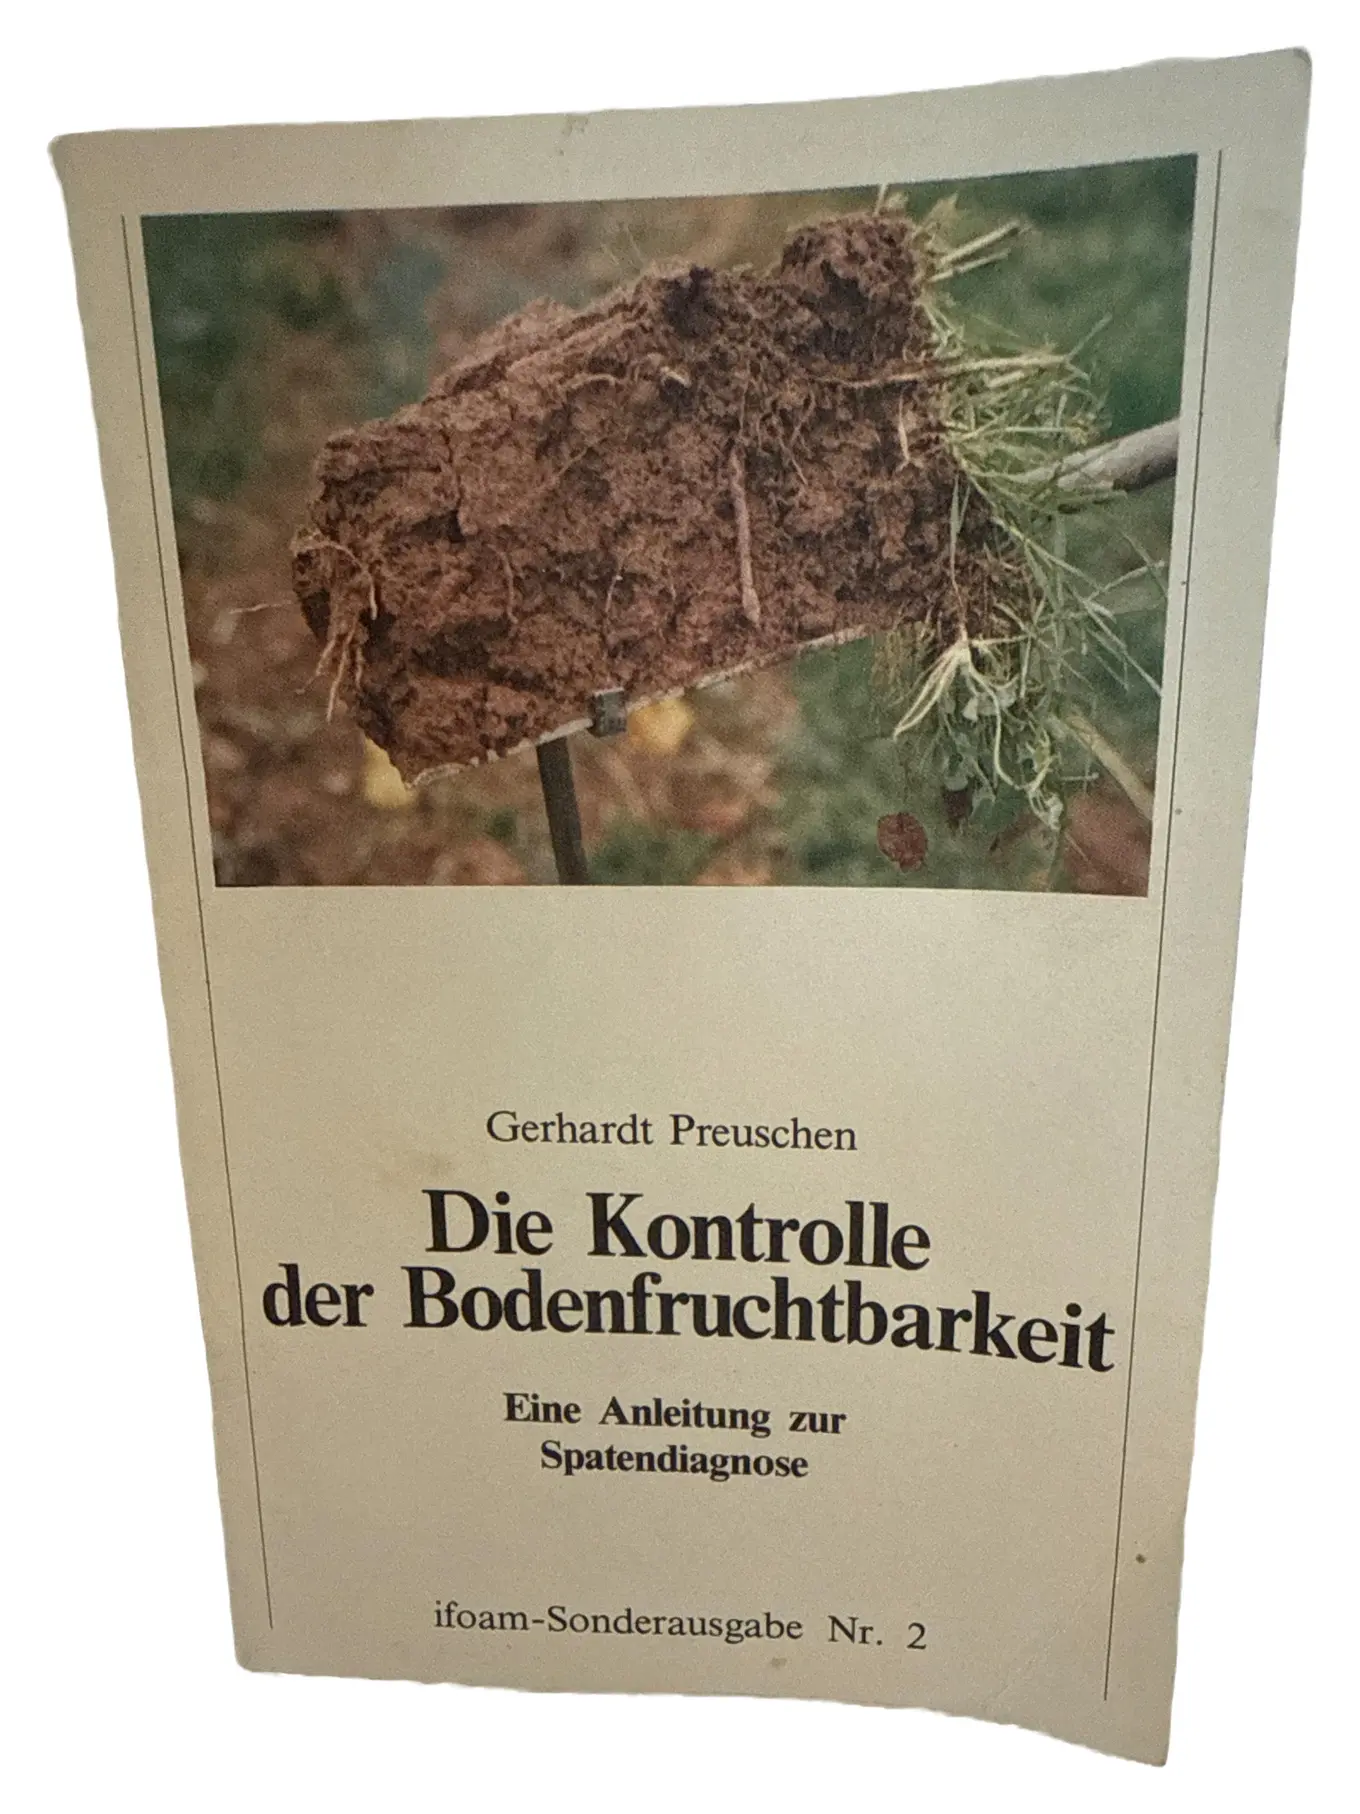 Gerhardt Preuschen
Die Kontrolle
der Bodenfruchtbarkeit
Eine Anleitung zur
Spatendiagnose
ifoam-Sonderausgabe Nr. 2